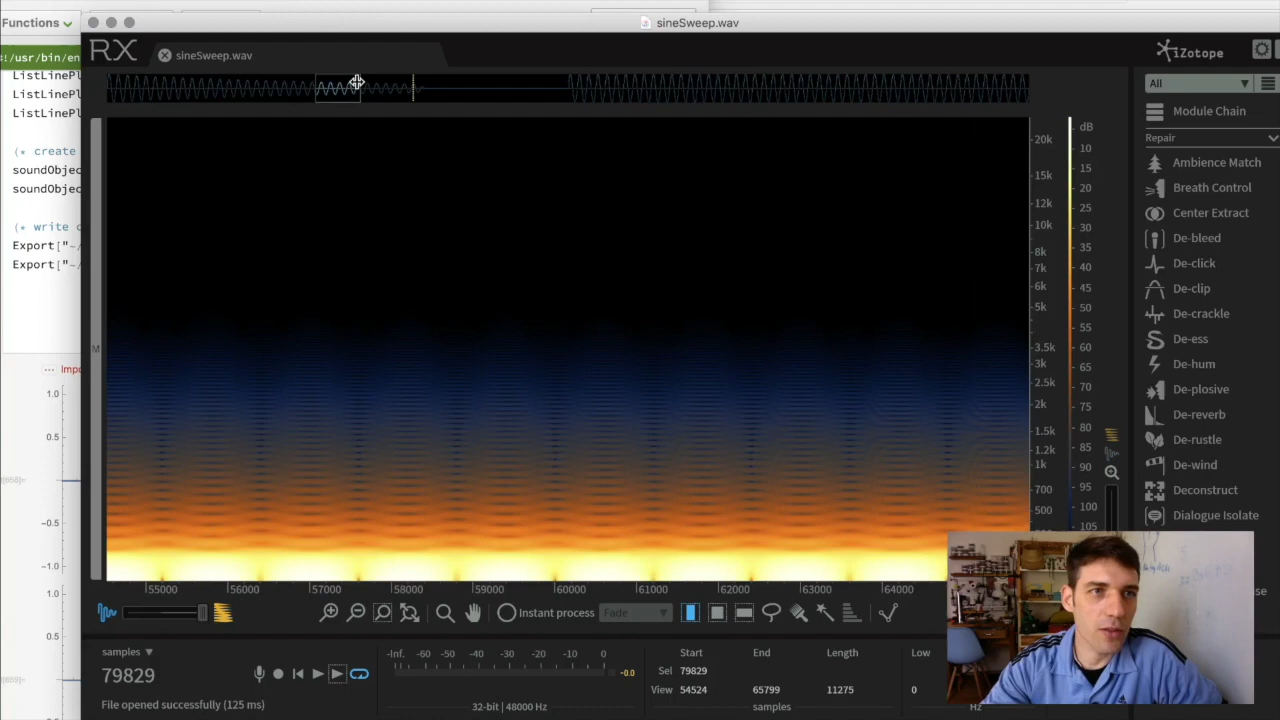 Functions
sineSweep.wav
#!/usr/bin/en
RX
sineSweep.wav
iZotope
ListLinePl
ListLinePl
ListLinePl
(* create
soundObjec
soundObjec
(* write c
Export["~/
Export["~/
... Impo
1.0
0.5
-0.5
-1.0
1.0
0.5
M
20k
15k
12k
10k
8k
7k
6k
5k
3.5k
3k
2.5k
2k
1.5k
1.2k
1k
700
500
dB
10
15
20
25
30
35
40
45
50
55
60
65
70
75
80
85
90
95
100
105
All
Module Chain
Repair
Ambience Match
Breath Control
Center Extract
De-bleed
De-click
De-clip
De-crackle
De-ess
De-hum
De-plosive
De-reverb
De-rustle
De-wind
Deconstruct
Dialogue Isolate
55000 56000 57000 58000 59000 60000 61000 62000 63000 64000
Instant process Fade
samples
79829
File opened successfully (125 ms)
-Inf. -60 -50 -40 -30 -20 -10 0
-0.0
32-bit | 48000 Hz
Start End Length Low
Sel 79829
View 54524 65799 11275 0
samples Hz